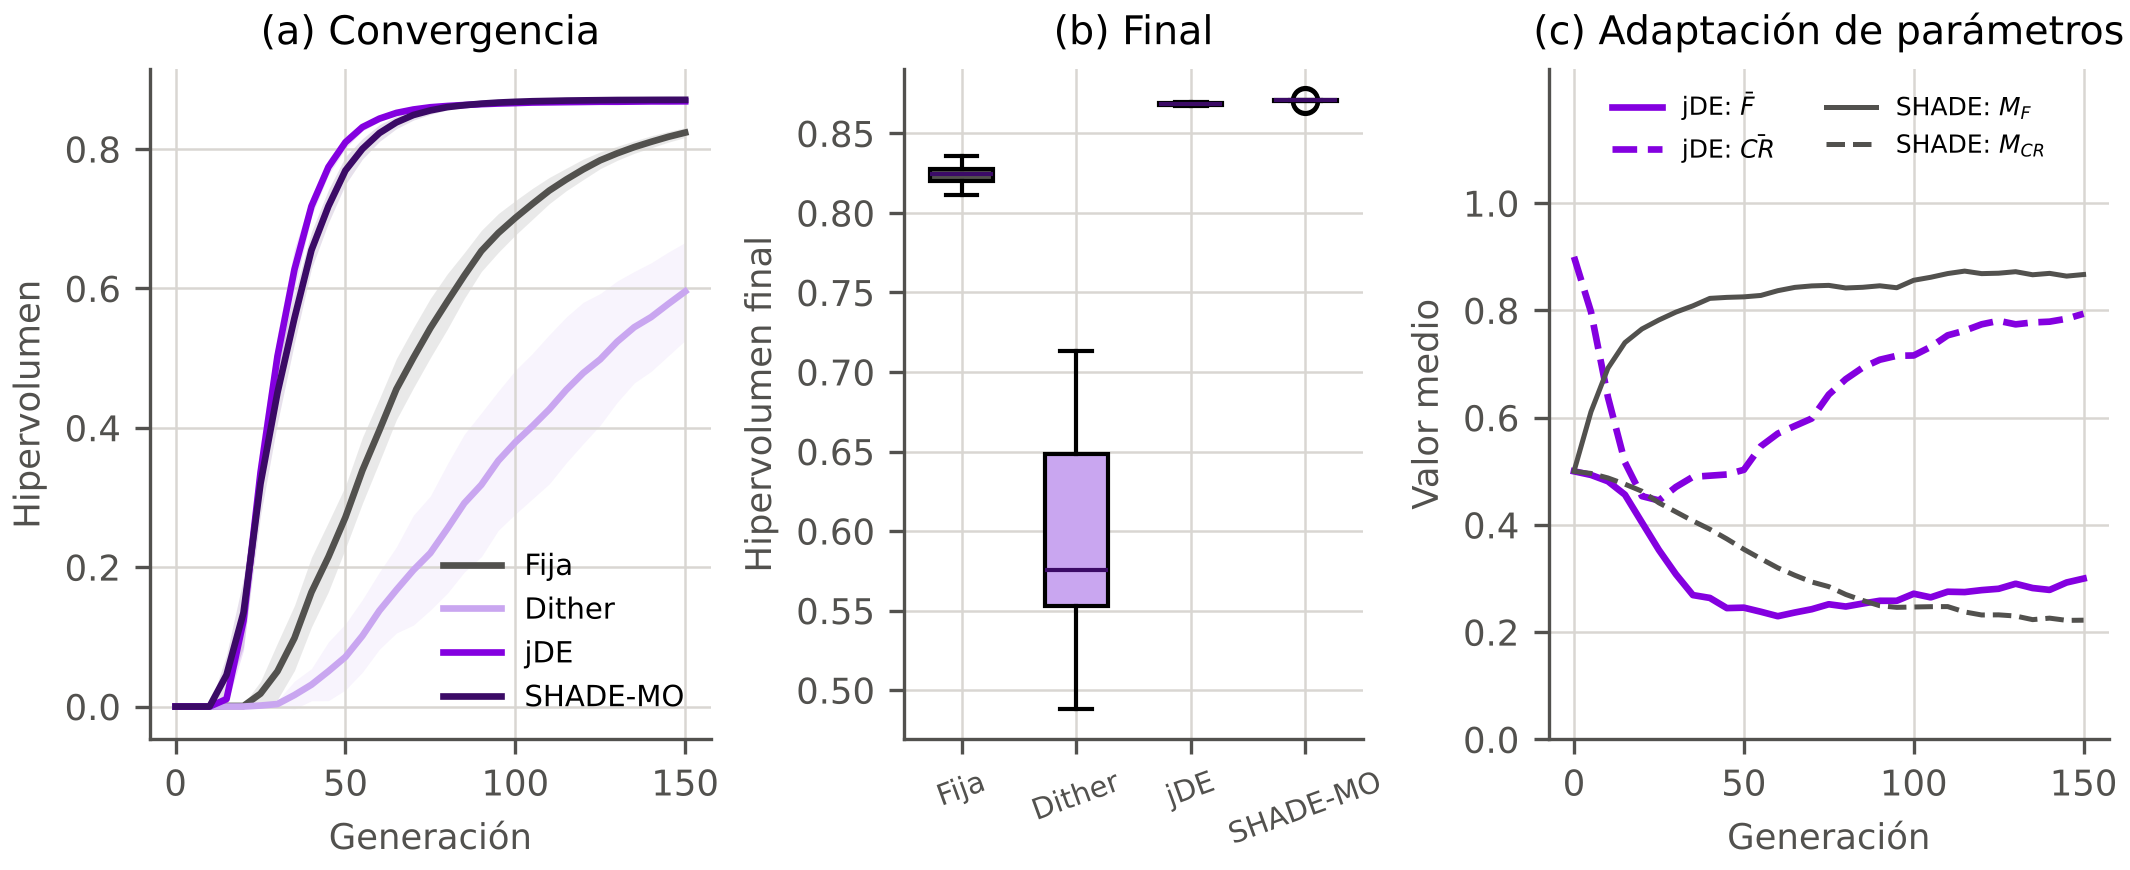 (a) Convergencia
Hipervolumen
0.8
0.6
0.4
0.2
0.0
0 50 100 150
Generación
Fija
Dither
jDE
SHADE-MO
(b) Final
Hipervolumen final
0.85
0.80
0.75
0.70
0.65
0.60
0.55
0.50
Fija Dither jDE SHADE-MO
(c) Adaptación de parámetros
jDE: F̄
jDE: C̄R
SHADE: M_F
SHADE: M_CR
Valor medio
1.0
0.8
0.6
0.4
0.2
0.0
0 50 100 150
Generación